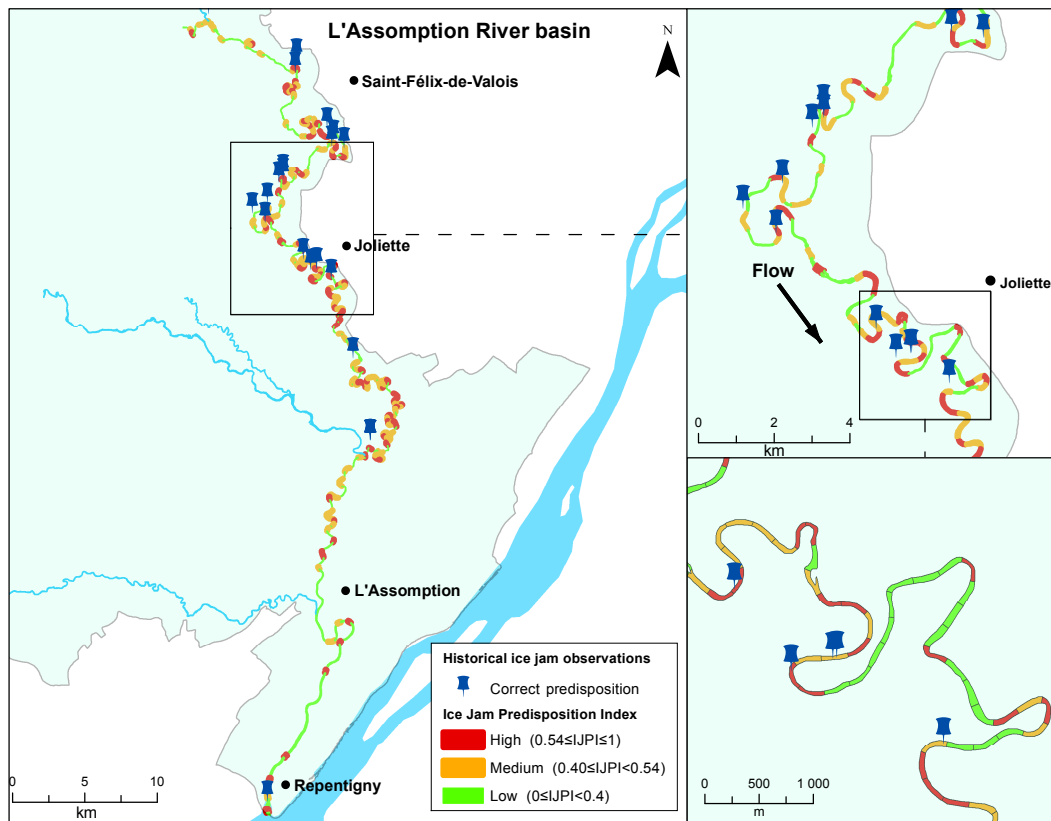 L'Assomption River basin
N
Saint-Félix-de-Valois
Joliette
L'Assomption
Repentigny
0 5 10
km
Historical ice jam observations
Correct predisposition
Ice Jam Predisposition Index
High (0.54≤IJPI≤1)
Medium (0.40≤IJPI<0.54)
Low (0≤IJPI<0.4)
Flow
Joliette
0 2 4
km
0 500 1 000
m